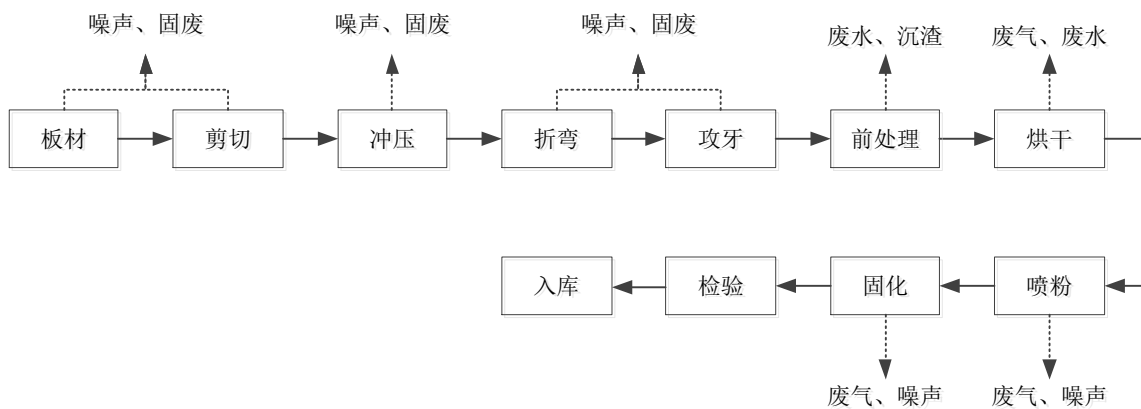 噪声、固废
噪声、固废
噪声、固废
废水、沉渣
废气、废水
板材
剪切
冲压
折弯
攻牙
前处理
烘干
入库
检验
固化
喷粉
废气、噪声
废气、噪声